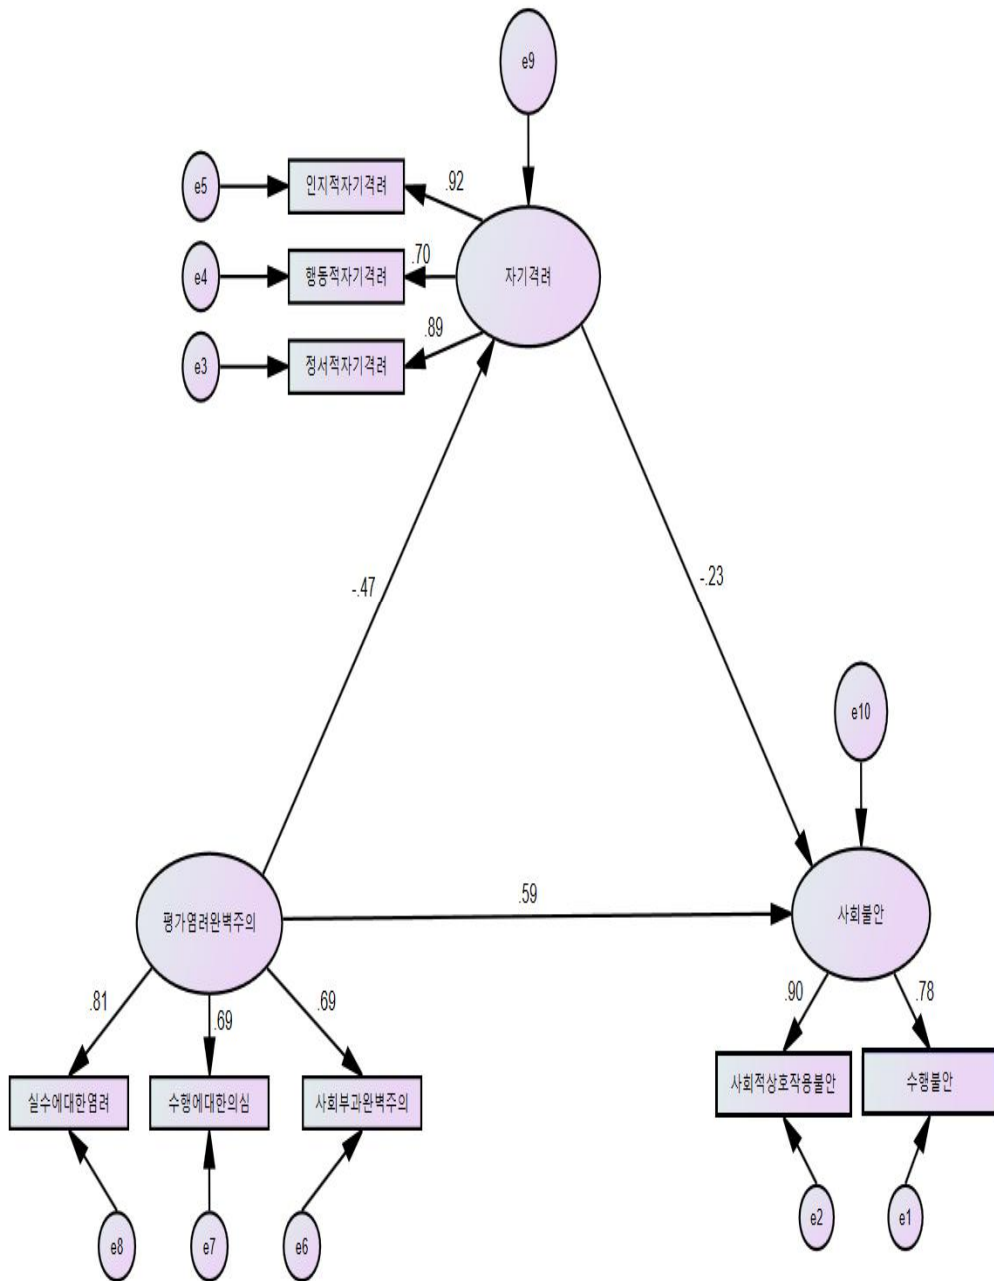 e9
e5
인지적자기격려
.92
e4
행동적자기격려
.70
자기격려
e3
정서적자기격려
.89
-.47
-.23
e10
.59
평가염려완벽주의
사회불안
.81
.69
.69
.90
.78
실수에대한염려
수행에대한의심
사회부과완벽주의
사회적상호작용불안
수행불안
e8
e7
e6
e2
e1